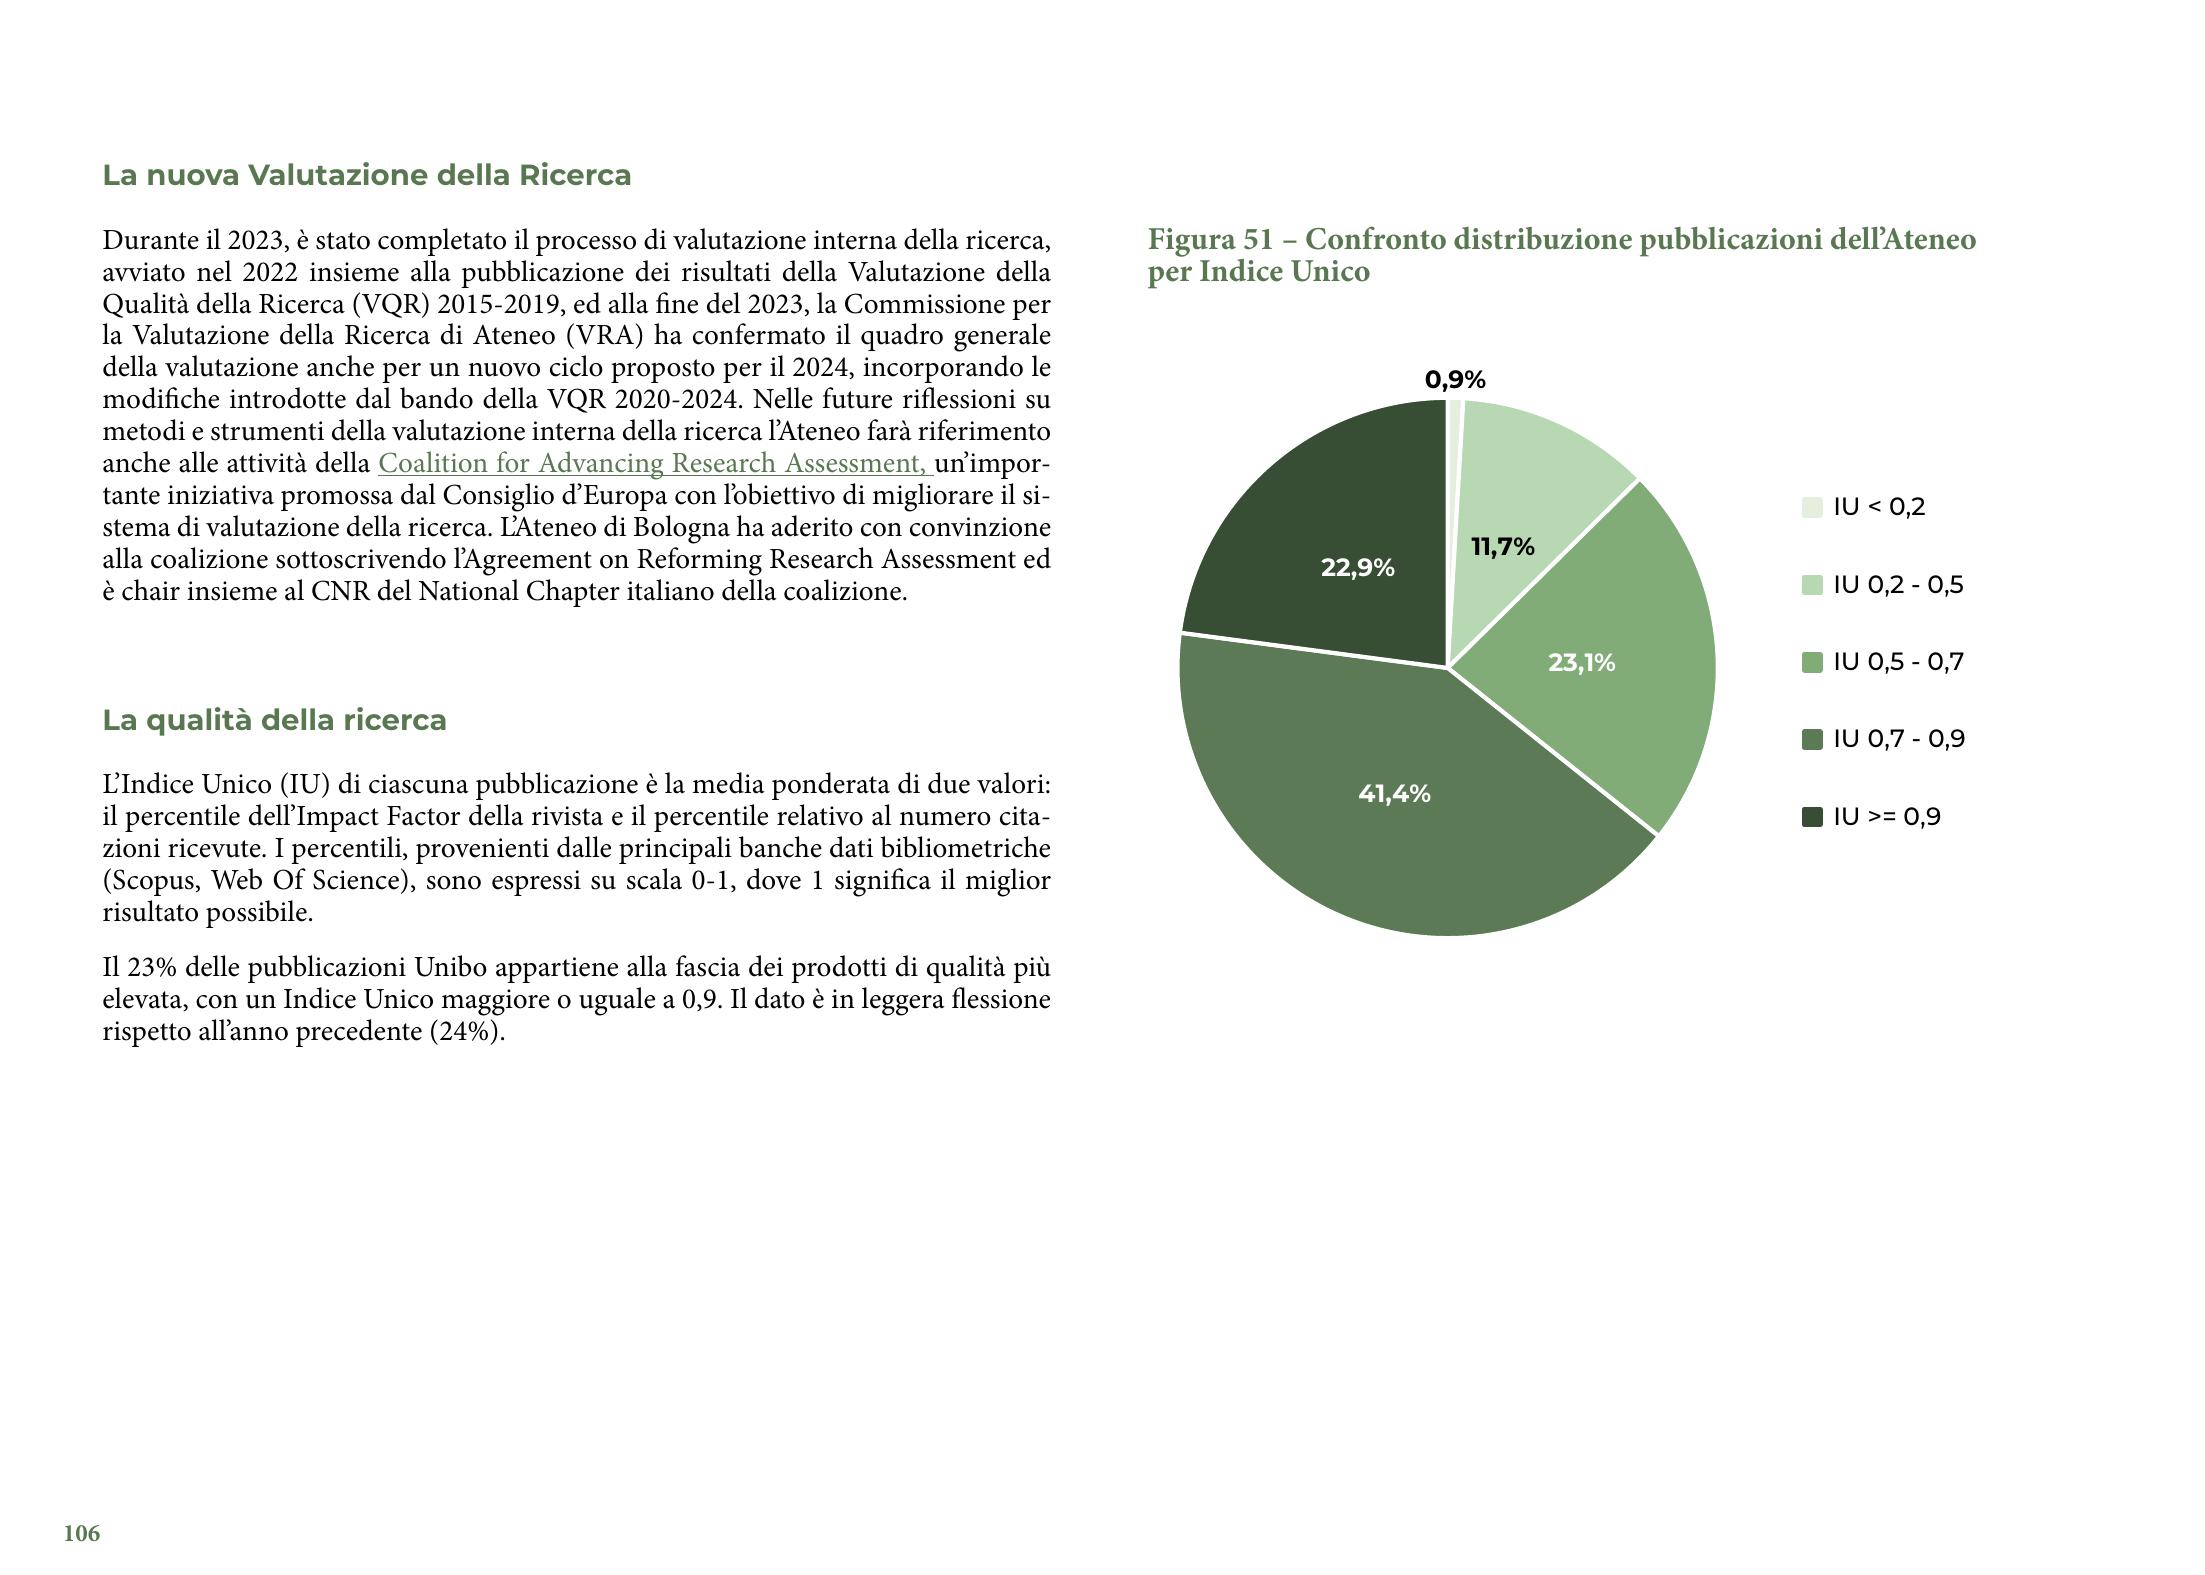 La nuova Valutazione della Ricerca
Durante il 2023, è stato completato il processo di valutazione interna della ricerca,
avviato nel 2022 insieme alla pubblicazione dei risultati della Valutazione della
Qualità della Ricerca (VQR) 2015-2019, ed alla fine del 2023, la Commissione per
la Valutazione della Ricerca di Ateneo (VRA) ha confermato il quadro generale
della valutazione anche per un nuovo ciclo proposto per il 2024, incorporando le
modifiche introdotte dal bando della VQR 2020-2024. Nelle future riflessioni su
metodi e strumenti della valutazione interna della ricerca l’Ateneo farà riferimento
anche alle attività della Coalition for Advancing Research Assessment, un’impor-
tante iniziativa promossa dal Consiglio d’Europa con l’obiettivo di migliorare il si-
stema di valutazione della ricerca. L’Ateneo di Bologna ha aderito con convinzione
alla coalizione sottoscrivendo l’Agreement on Reforming Research Assessment ed
è chair insieme al CNR del National Chapter italiano della coalizione.
La qualità della ricerca
L’Indice Unico (IU) di ciascuna pubblicazione è la media ponderata di due valori:
il percentile dell’Impact Factor della rivista e il percentile relativo al numero cita-
zioni ricevute. I percentili, provenienti dalle principali banche dati bibliometriche
(Scopus, Web Of Science), sono espressi su scala 0-1, dove 1 significa il miglior
risultato possibile.
Il 23% delle pubblicazioni Unibo appartiene alla fascia dei prodotti di qualità più
elevata, con un Indice Unico maggiore o uguale a 0,9. Il dato è in leggera flessione
rispetto all’anno precedente (24%).
Figura 51 – Confronto distribuzione pubblicazioni dell’Ateneo
per Indice Unico
0,9%
11,7%
22,9%
23,1%
41,4%
IU < 0,2
IU 0,2 - 0,5
IU 0,5 - 0,7
IU 0,7 - 0,9
IU >= 0,9
106